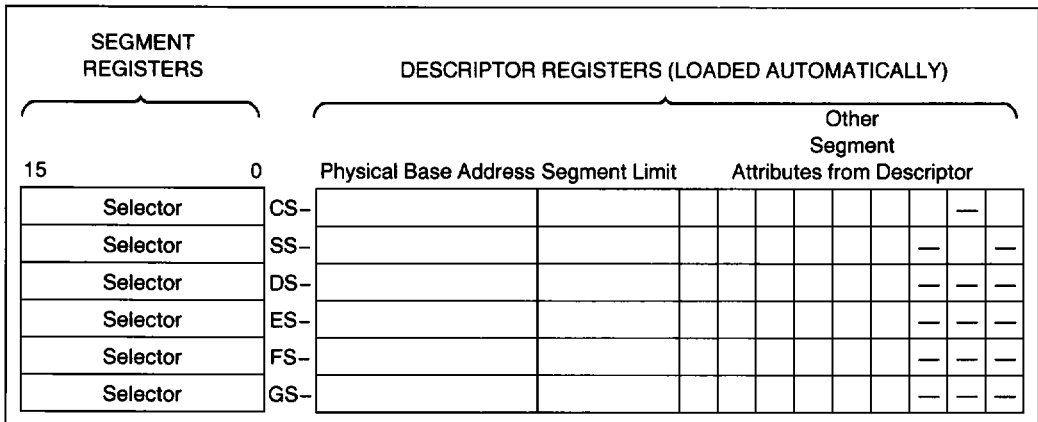 SEGMENT
REGISTERS
DESCRIPTOR REGISTERS (LOADED AUTOMATICALLY)
Other
Segment
15 0 Physical Base Address Segment Limit Attributes from Descriptor
Selector CS– —
Selector SS– — —
Selector DS– — — —
Selector ES– — — —
Selector FS– — — —
Selector GS– — — —